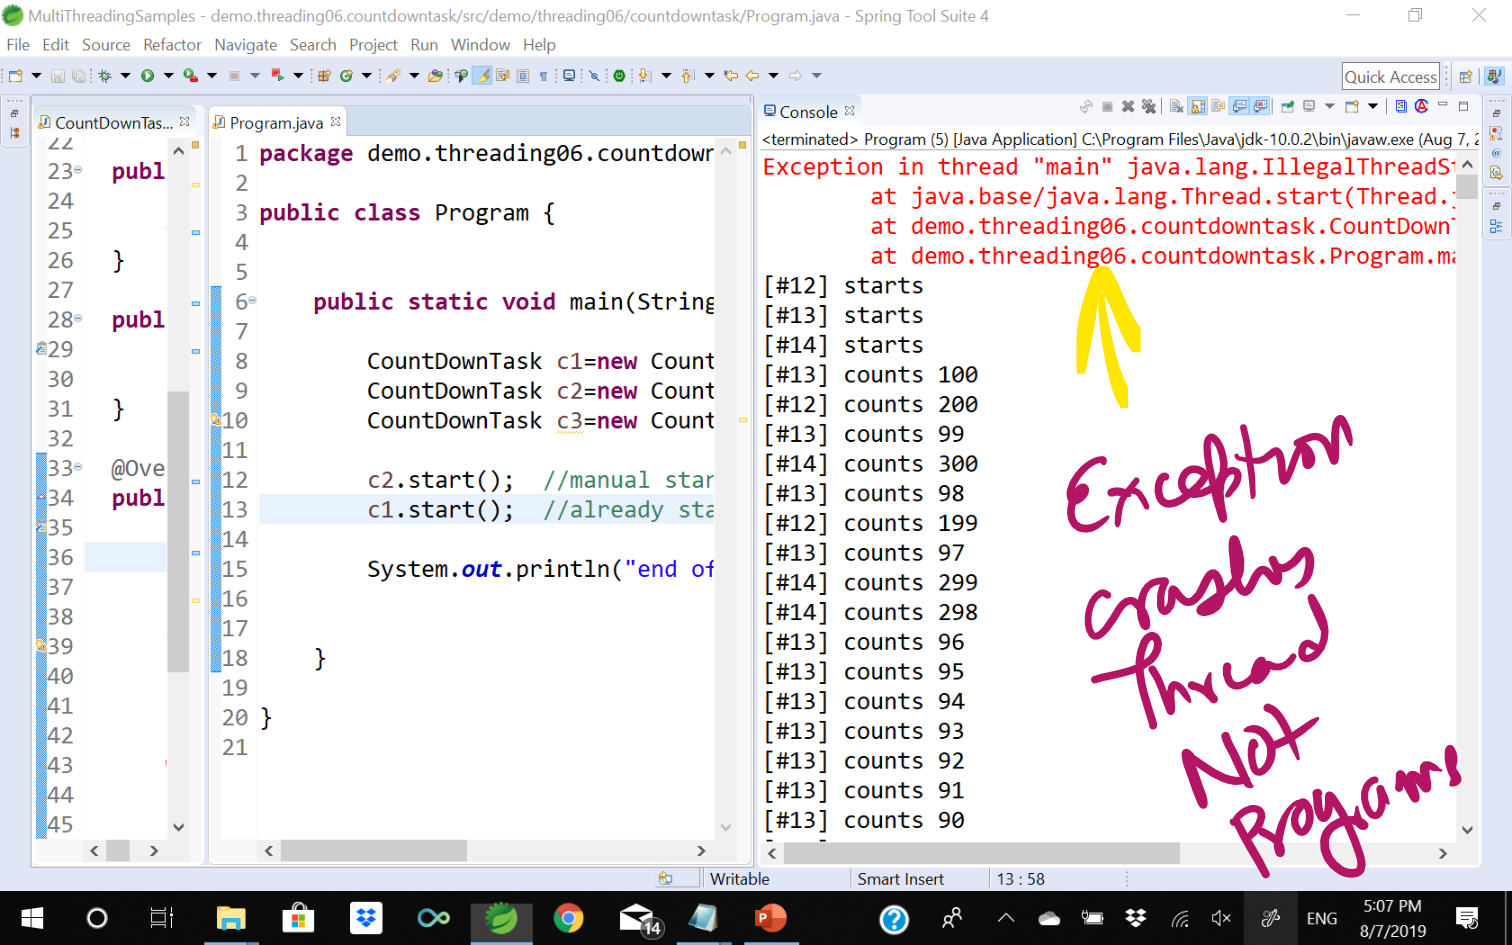 MultiThreadingSamples - demo.threading06.countdowntask/src/demo/threading06/countdowntask/Program.java - Spring Tool Suite 4
File Edit Source Refactor Navigate Search Project Run Window Help
Quick Access
CountDownTas...
22
23 publ
24
25
26 }
27
28 publ
29
30
31 }
32
33 @Ove
34 publ
35
36
37
38
39
40
41
42
43
44
45
Program.java
1 package demo.threading06.countdown
2
3 public class Program {
4
5
6 public static void main(String
7
8 CountDownTask c1=new Count
9 CountDownTask c2=new Count
10 CountDownTask c3=new Count
11
12 c2.start(); //manual star
13 c1.start(); //already sta
14
15 System.out.println("end of
16
17
18 }
19
20 }
21
Console
<terminated> Program (5) [Java Application] C:\Program Files\Java\jdk-10.0.2\bin\javaw.exe (Aug 7, 2
Exception in thread "main" java.lang.IllegalThreadSt
at java.base/java.lang.Thread.start(Thread.j
at demo.threading06.countdowntask.CountDownT
at demo.threading06.countdowntask.Program.ma
[#12] starts
[#13] starts
[#14] starts
[#13] counts 100
[#12] counts 200
[#13] counts 99
[#14] counts 300
[#13] counts 98
[#12] counts 199
[#13] counts 97
[#14] counts 299
[#14] counts 298
[#13] counts 96
[#13] counts 95
[#13] counts 94
[#13] counts 93
[#13] counts 92
[#13] counts 91
[#13] counts 90
Exception
crashes
Thread
Not
Programs
Writable Smart Insert 13 : 58
14
ENG
5:07 PM
8/7/2019